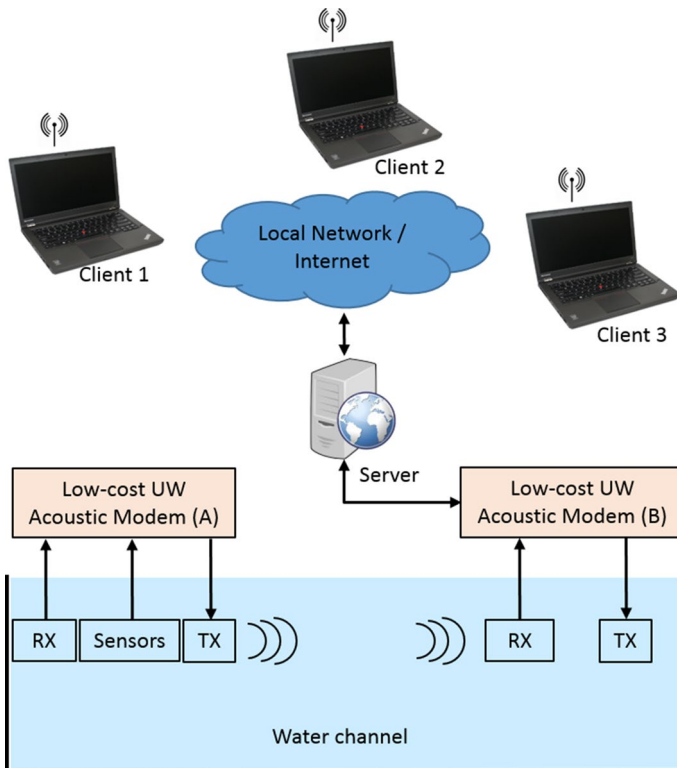 Client 2
Client 1
Local Network /
Internet
Client 3
Server
Low-cost UW
Acoustic Modem (A)
Low-cost UW
Acoustic Modem (B)
RX
Sensors
TX
RX
TX
Water channel